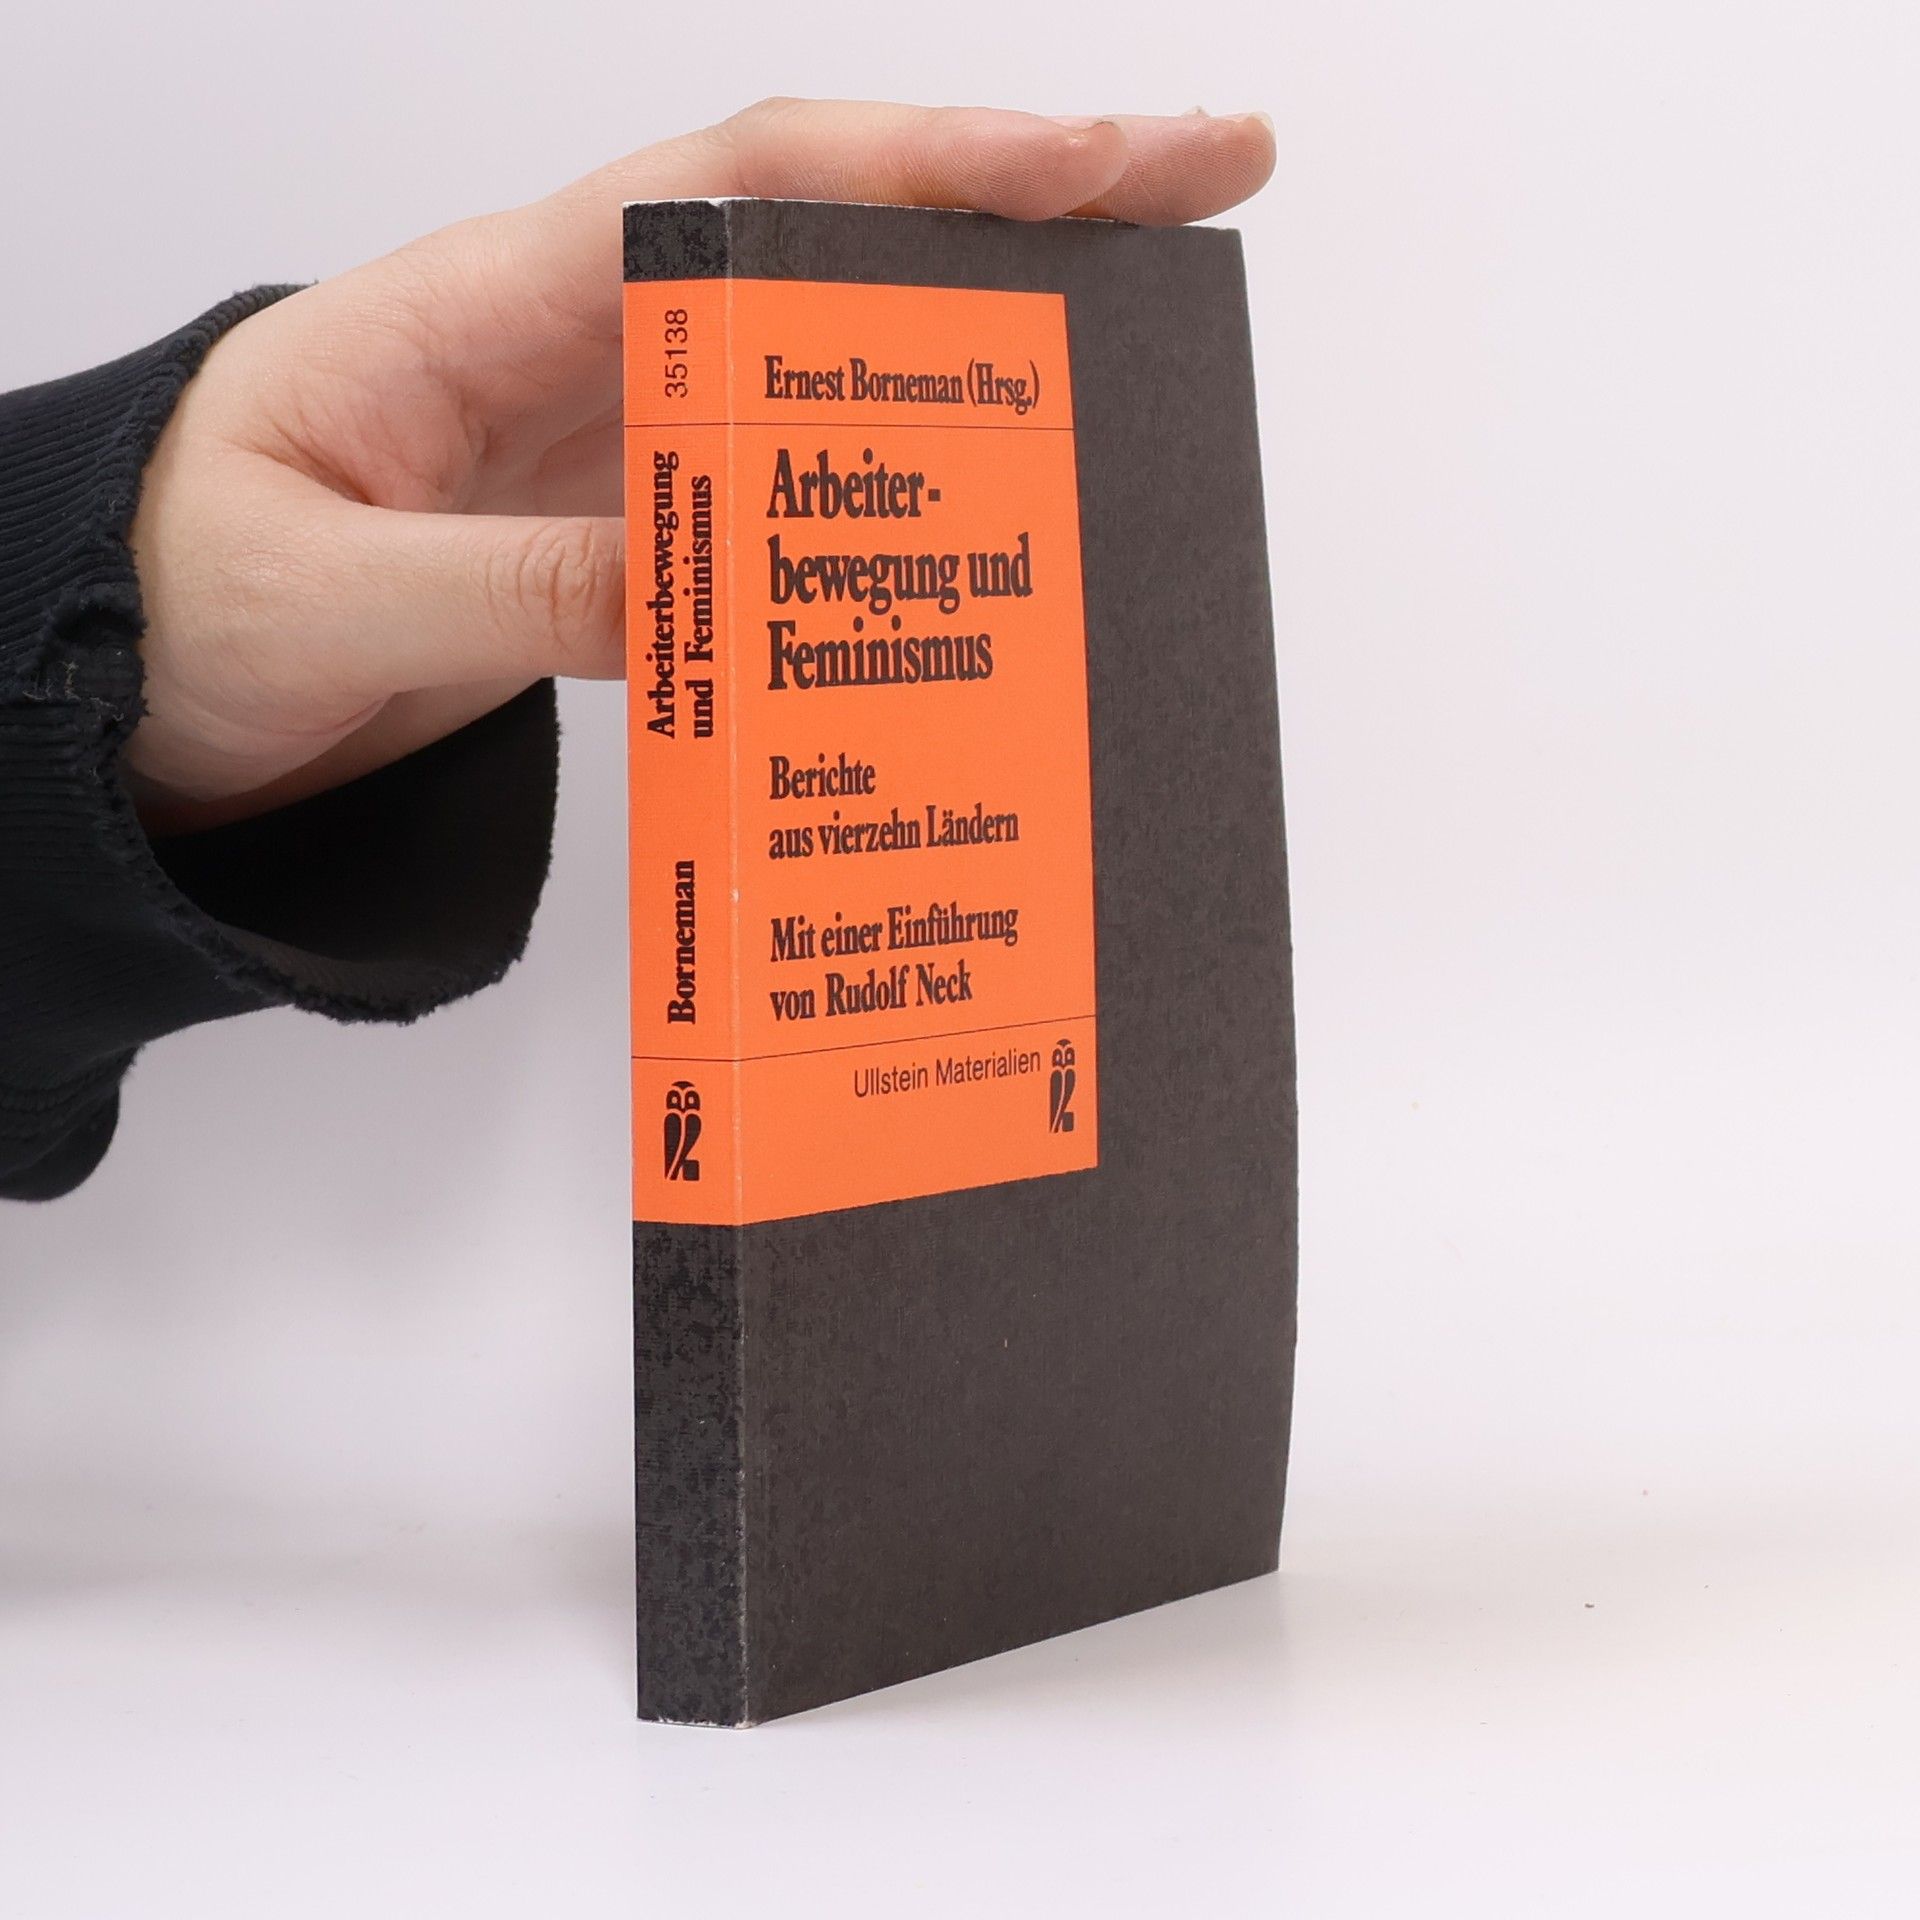 35138
Arbeiterbewegung
und Feminismus
Borneman
Ernest Borneman (Hrsg.)
Arbeiter-
bewegung und
Feminismus
Berichte
aus vierzehn Ländern
Mit einer Einführung
von Rudolf Neck
Ullstein Materialien